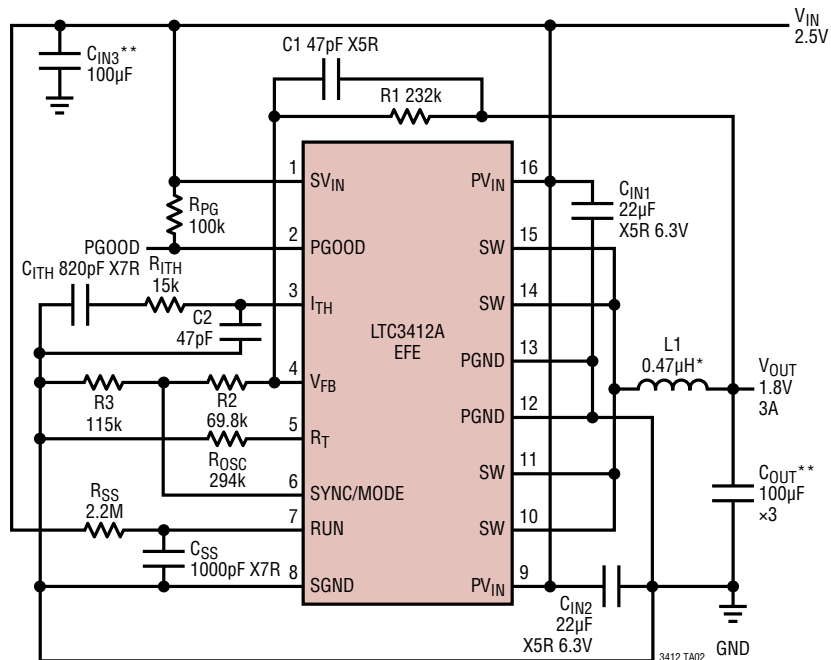 VIN
2.5V
CIN3**
100µF
C1 47pF X5R
R1 232k
1
SVIN
RPG
100k
2
PGOOD
PGOOD
CITH 820pF X7R
RITH
15k
3
ITH
C2
47pF
4
VFB
R3
115k
R2
69.8k
5
RT
ROSC
294k
6
SYNC/MODE
RSS
2.2M
7
RUN
CSS
1000pF X7R
8
SGND
LTC3412A
EFE
16
PVIN
CIN1
22µF
X5R 6.3V
15
SW
14
SW
13
PGND
12
PGND
11
SW
10
SW
9
PVIN
L1
0.47µH*
VOUT
1.8V
3A
COUT**
100µF
×3
CIN2
22µF
X5R 6.3V
GND
3412 TA02